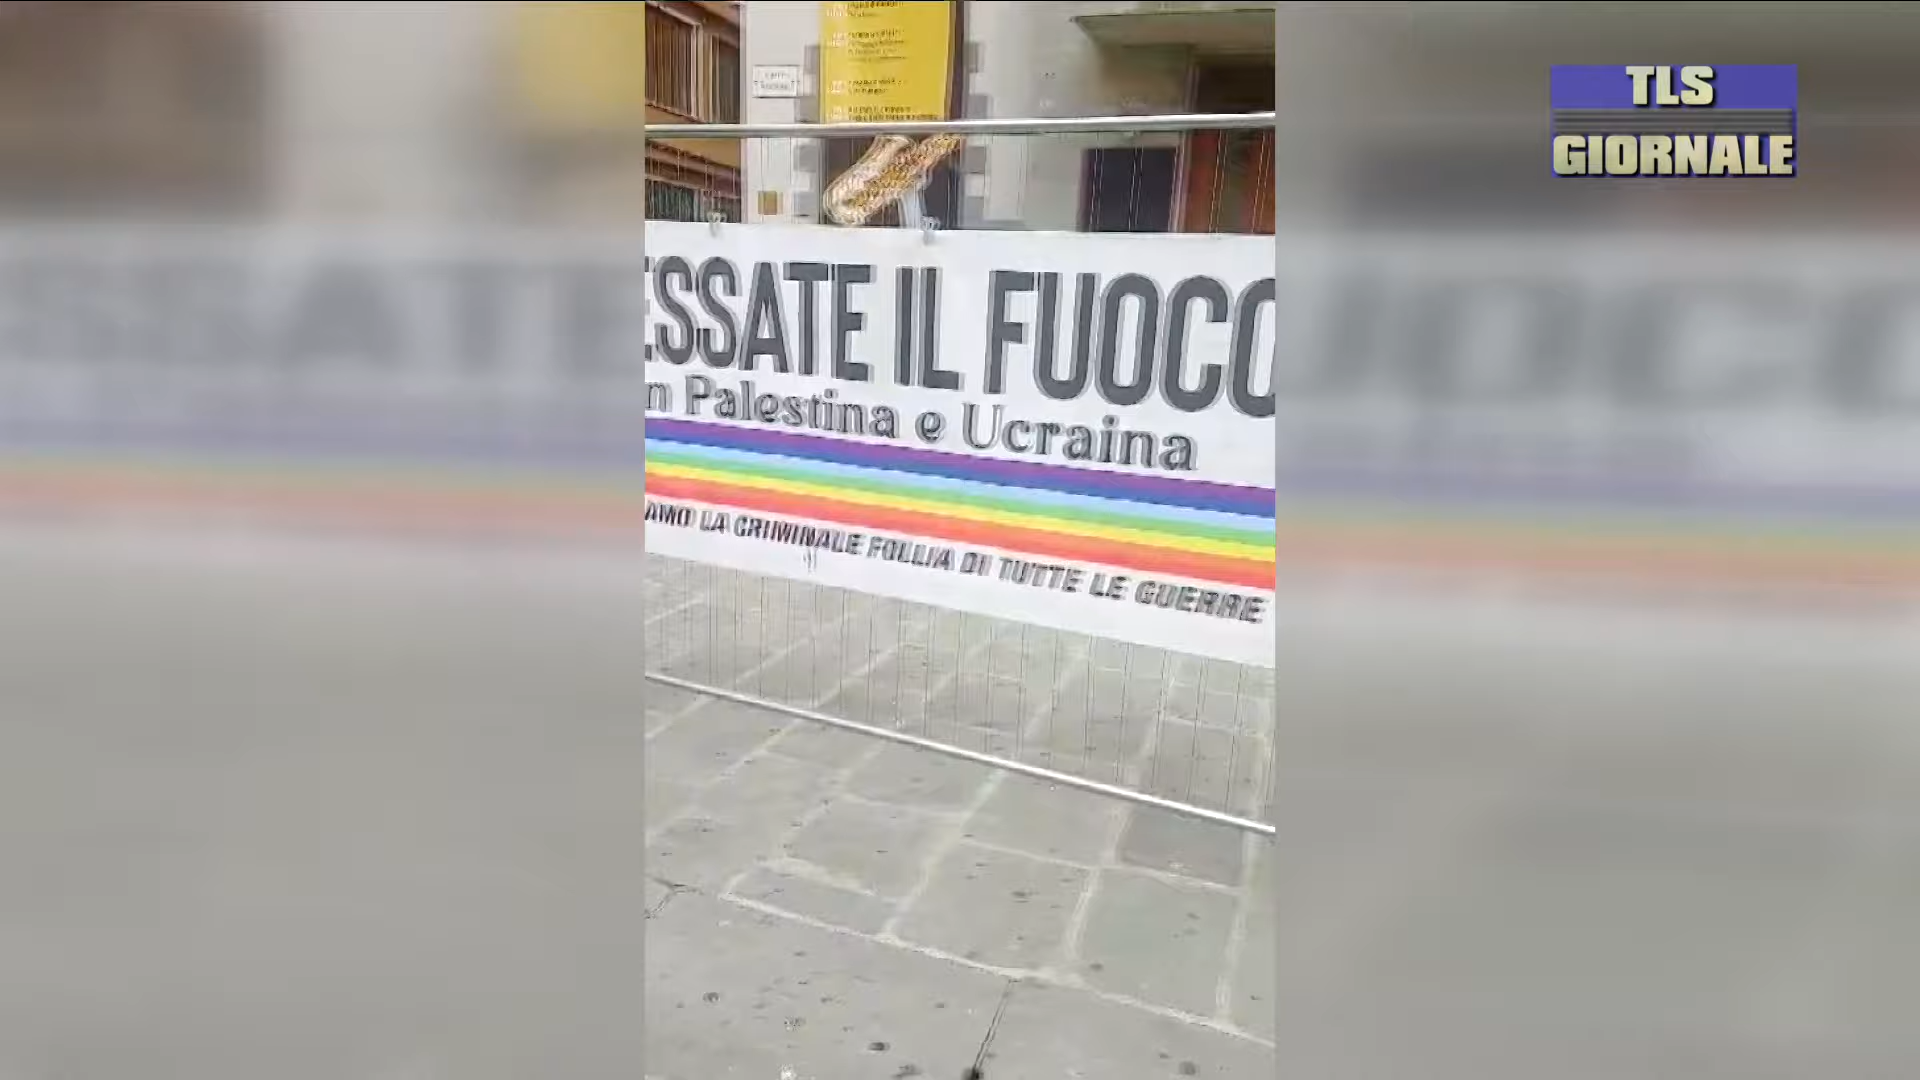 TLS
GIORNALE
ESSATE IL FUOCO
n Palestina e Ucraina
AMO LA CRIMINALE FOLLIA DI TUTTE LE GUERRE